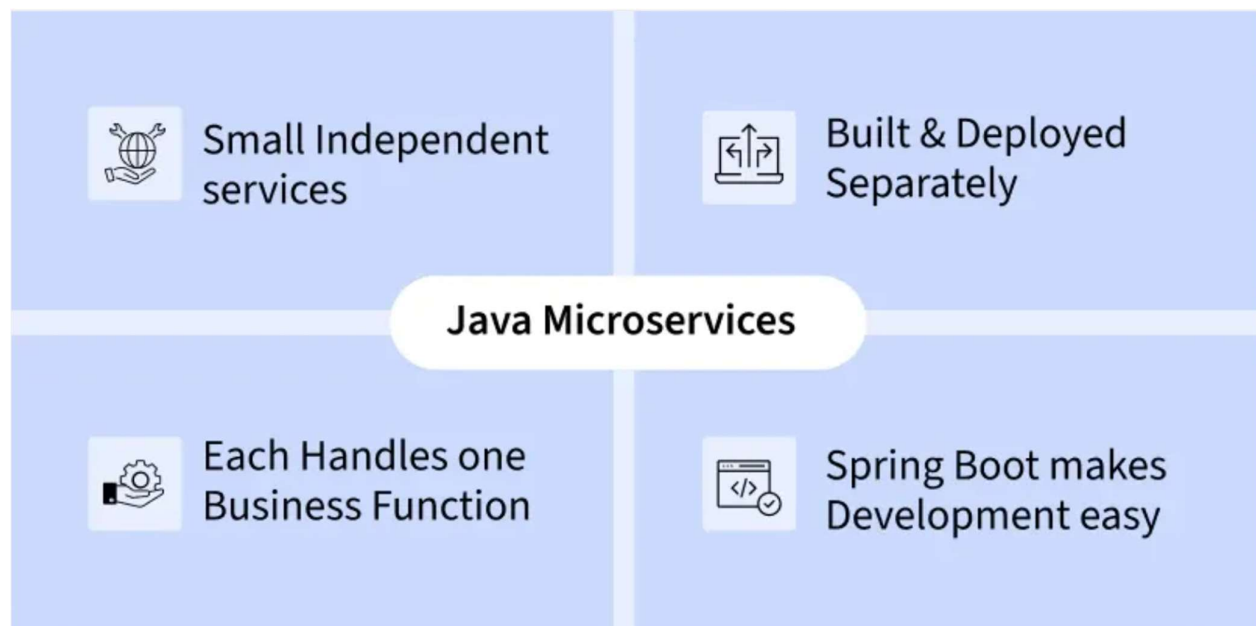 Small Independent
services
Built & Deployed
Separately
Java Microservices
Each Handles one
Business Function
Spring Boot makes
Development easy